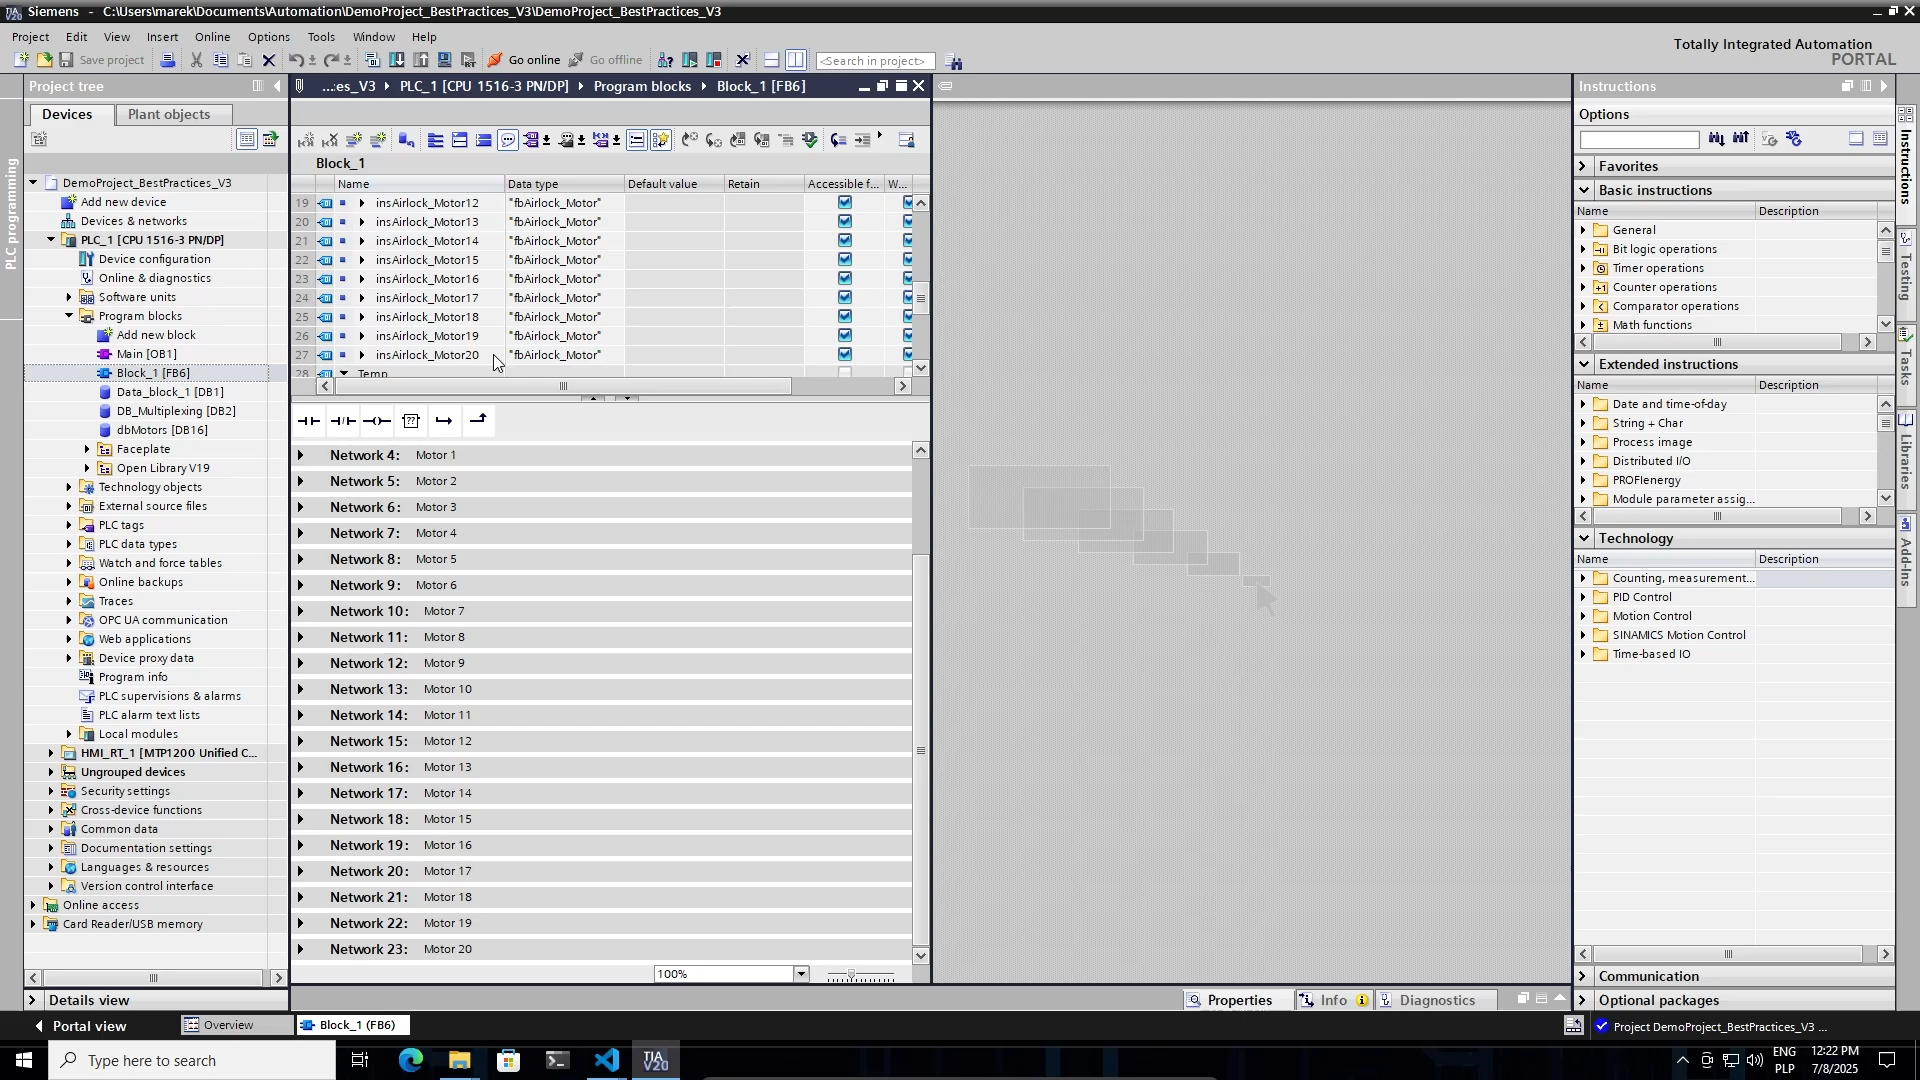 Siemens - C:\Users\marek\Documents\Automation\DemoProject_BestPractices_V3\DemoProject_BestPractices_V3
Project Edit View Insert Online Options Tools Window Help
Totally Integrated Automation
PORTAL
Save project
Go online
Go offline
<Search in project>
Project tree
Devices
Plant objects
PLC programming
DemoProject_BestPractices_V3
Add new device
Devices & networks
PLC_1 [CPU 1516-3 PN/DP]
Device configuration
Online & diagnostics
Software units
Program blocks
Add new block
Main [OB1]
Block_1 [FB6]
Data_block_1 [DB1]
DB_Multiplexing [DB2]
dbMotors [DB16]
Faceplate
Open Library V19
Technology objects
External source files
PLC tags
PLC data types
Watch and force tables
Online backups
Traces
OPC UA communication
Web applications
Device proxy data
Program info
PLC supervisions & alarms
PLC alarm text lists
Local modules
HMI_RT_1 [MTP1200 Unified C...
Ungrouped devices
Security settings
Cross-device functions
Common data
Documentation settings
Languages & resources
Version control interface
Online access
Card Reader/USB memory
Details view
...es_V3 PLC_1 [CPU 1516-3 PN/DP] Program blocks Block_1 [FB6]
Block_1
Name Data type Default value Retain Accessible f... W...
19 insAirlock_Motor12 "fbAirlock_Motor"
20 insAirlock_Motor13 "fbAirlock_Motor"
21 insAirlock_Motor14 "fbAirlock_Motor"
22 insAirlock_Motor15 "fbAirlock_Motor"
23 insAirlock_Motor16 "fbAirlock_Motor"
24 insAirlock_Motor17 "fbAirlock_Motor"
25 insAirlock_Motor18 "fbAirlock_Motor"
26 insAirlock_Motor19 "fbAirlock_Motor"
27 insAirlock_Motor20 "fbAirlock_Motor"
28 Temp
??
Network 4: Motor 1
Network 5: Motor 2
Network 6: Motor 3
Network 7: Motor 4
Network 8: Motor 5
Network 9: Motor 6
Network 10: Motor 7
Network 11: Motor 8
Network 12: Motor 9
Network 13: Motor 10
Network 14: Motor 11
Network 15: Motor 12
Network 16: Motor 13
Network 17: Motor 14
Network 18: Motor 15
Network 19: Motor 16
Network 20: Motor 17
Network 21: Motor 18
Network 22: Motor 19
Network 23: Motor 20
100%
Properties
Info
Diagnostics
Instructions
Options
Favorites
Basic instructions
Name Description
General
Bit logic operations
Timer operations
Counter operations
Comparator operations
Math functions
Extended instructions
Name Description
Date and time-of-day
String + Char
Process image
Distributed I/O
PROFIenergy
Module parameter assig...
Technology
Name Description
Counting, measurement...
PID Control
Motion Control
SINAMICS Motion Control
Time-based IO
Communication
Optional packages
Instructions
Testing
Tasks
Libraries
Add-Ins
Portal view
Overview
Block_1 (FB6)
Project DemoProject_BestPractices_V3 ...
Type here to search
TIA
V20
ENG
PLP
12:22 PM
7/8/2025